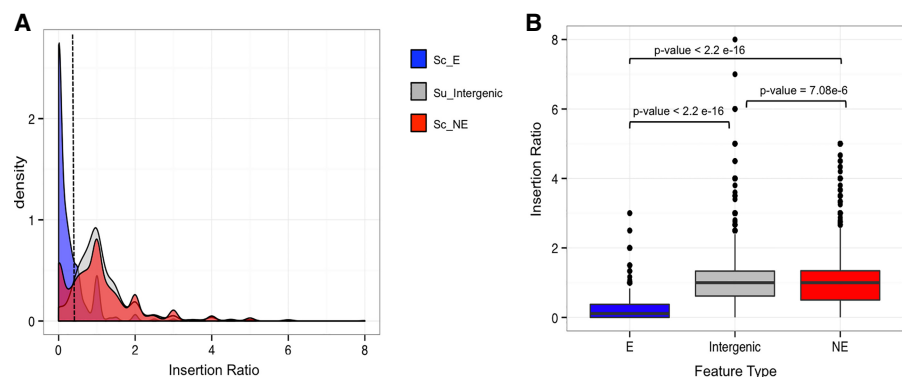 A
density
2
1
0
0
2
4
6
8
Insertion Ratio
Sc_E
Su_Intergenic
Sc_NE
B
Insertion Ratio
8
6
4
2
0
p-value < 2.2 e-16
p-value = 7.08e-6
p-value < 2.2 e-16
E
Intergenic
NE
Feature Type